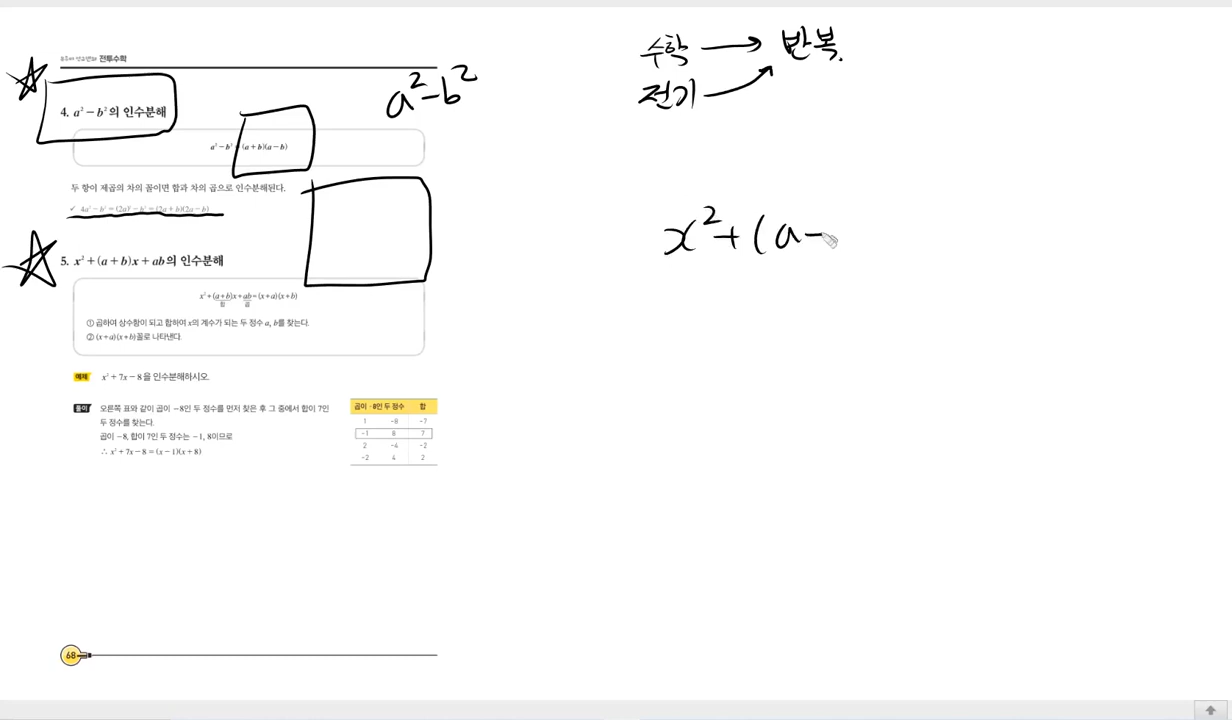 전투수학
4. a² − b²의 인수분해
a² − b² = (a+b)(a−b)
두 항이 제곱의 차의 꼴이면 합과 차의 곱으로 인수분해된다.
✓ 4a² − b² = (2a)² − b² = (2a + b)(2a − b)
5. x² + (a + b)x + ab의 인수분해
x² + (a+b)x + ab = (x+a)(x+b)
합 곱
① 곱하여 상수항이 되고 합하여 x의 계수가 되는 두 정수 a, b를 찾는다.
② (x+a)(x+b)꼴로 나타낸다.
예제 x² + 7x − 8을 인수분해하시오.
풀이 오른쪽 표와 같이 곱이 −8인 두 정수를 먼저 찾은 후 그 중에서 합이 7인
두 정수를 찾는다.
곱이 −8, 합이 7인 두 정수는 −1, 8이므로
∴ x² + 7x − 8 = (x − 1)(x + 8)
곱이 −8인 두 정수 합
1 −8 −7
−1 8 7
2 −4 −2
−2 4 2
68
a²−b²
수학 → 반복.
전기
x²+(a−